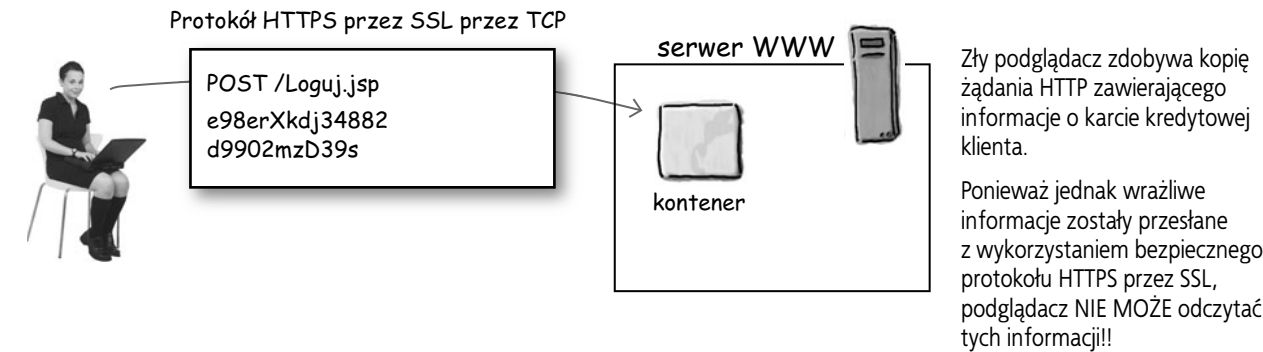 Protokół HTTPS przez SSL przez TCP
POST /Loguj.jsp
e98erXkdj34882
d9902mzD39s
serwer WWW
kontener
Zły podglądacz zdobywa kopię
żądania HTTP zawierającego
informacje o karcie kredytowej
klienta.
Ponieważ jednak wrażliwe
informacje zostały przesłane
z wykorzystaniem bezpiecznego
protokołu HTTPS przez SSL,
podglądacz NIE MOŻE odczytać
tych informacji!!